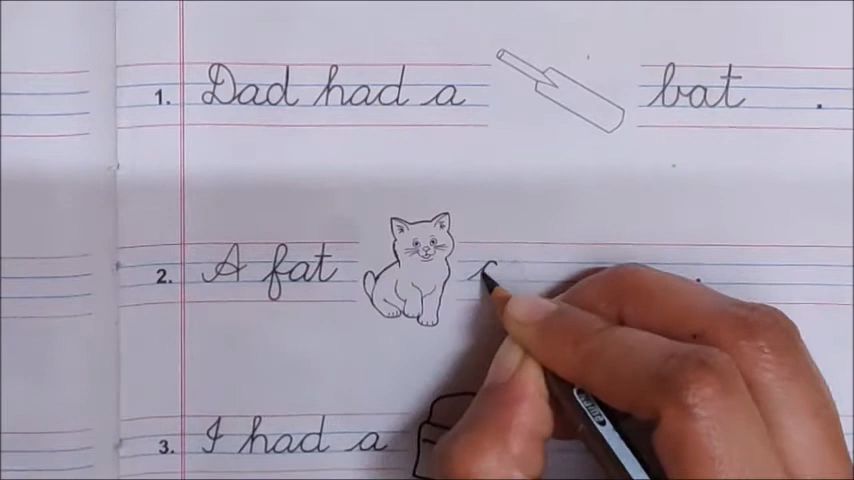 1. Dad had a bat .
2. A fat
3. I had a